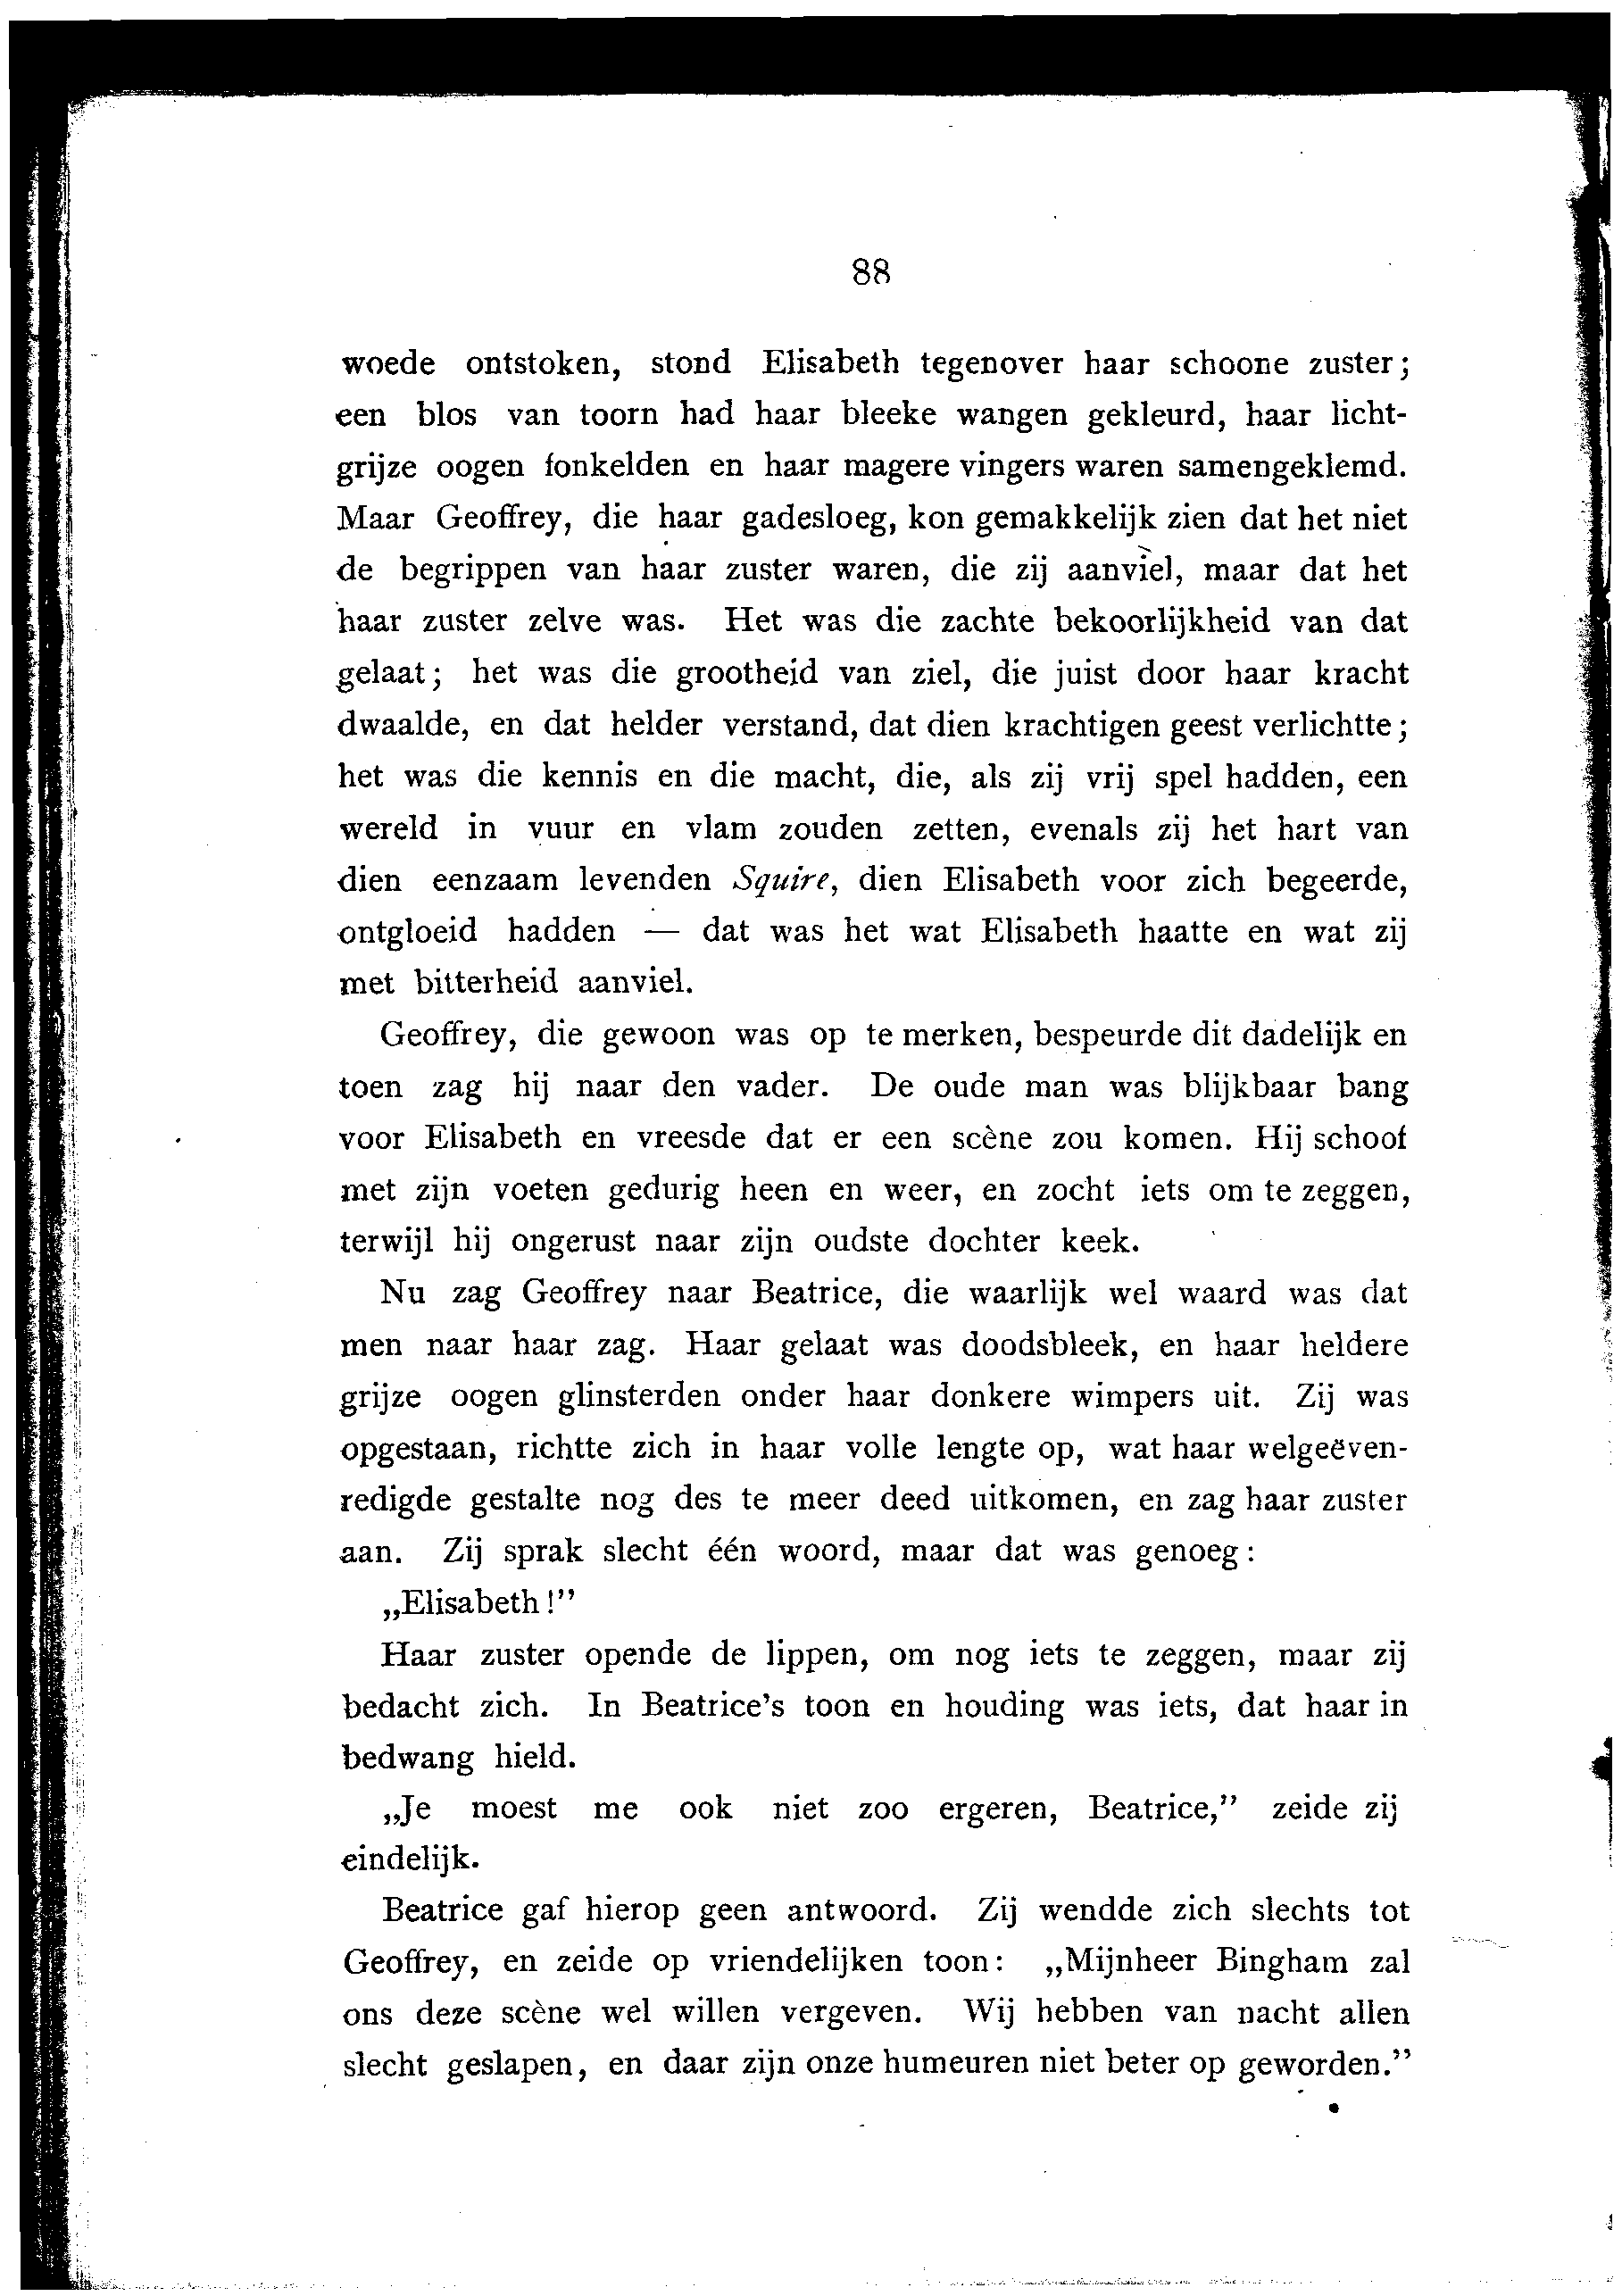 88
woede ontstoken, stond Elisabeth tegenover haar schoone zuster;
een blos van toorn had haar bleeke wangen gekleurd, haar licht-
grijze oogen fonkelden en haar magere vingers waren samengeklemd.
Maar Geoffrey, die haar gadesloeg, kon gemakkelijk zien dat het niet
de begrippen van haar zuster waren, die zij aanviel, maar dat het
haar zuster zelve was. Het was die zachte bekoorlijkheid van dat
gelaat; het was die grootheid van ziel, die juist door haar kracht
dwaalde, en dat helder verstand, dat dien krachtigen geest verlichtte;
het was die kennis en die macht, die, als zij vrij spel hadden, een
wereld in vuur en vlam zouden zetten, evenals zij het hart van
dien eenzaam levenden Squire, dien Elisabeth voor zich begeerde,
ontgloeid hadden — dat was het wat Elisabeth haatte en wat zij
met bitterheid aanviel.
Geoffrey, die gewoon was op te merken, bespeurde dit dadelijk en
toen zag hij naar den vader. De oude man was blijkbaar bang
voor Elisabeth en vreesde dat er een scène zou komen. Hij schoof
met zijn voeten gedurig heen en weer, en zocht iets om te zeggen,
terwijl hij ongerust naar zijn oudste dochter keek.
Nu zag Geoffrey naar Beatrice, die waarlijk wel waard was dat
men naar haar zag. Haar gelaat was doodsbleek, en haar heldere
grijze oogen glinsterden onder haar donkere wimpers uit. Zij was
opgestaan, richtte zich in haar volle lengte op, wat haar welgeëven-
redigde gestalte nog des te meer deed uitkomen, en zag haar zuster
aan. Zij sprak slecht één woord, maar dat was genoeg:
„Elisabeth!”
Haar zuster opende de lippen, om nog iets te zeggen, maar zij
bedacht zich. In Beatrice's toon en houding was iets, dat haar in
bedwang hield.
„Je moest me ook niet zoo ergeren, Beatrice,” zeide zij
eindelijk.
Beatrice gaf hierop geen antwoord. Zij wendde zich slechts tot
Geoffrey, en zeide op vriendelijken toon: „Mijnheer Bingham zal
ons deze scène wel willen vergeven. Wij hebben van nacht allen
slecht geslapen, en daar zijn onze humeuren niet beter op geworden.”